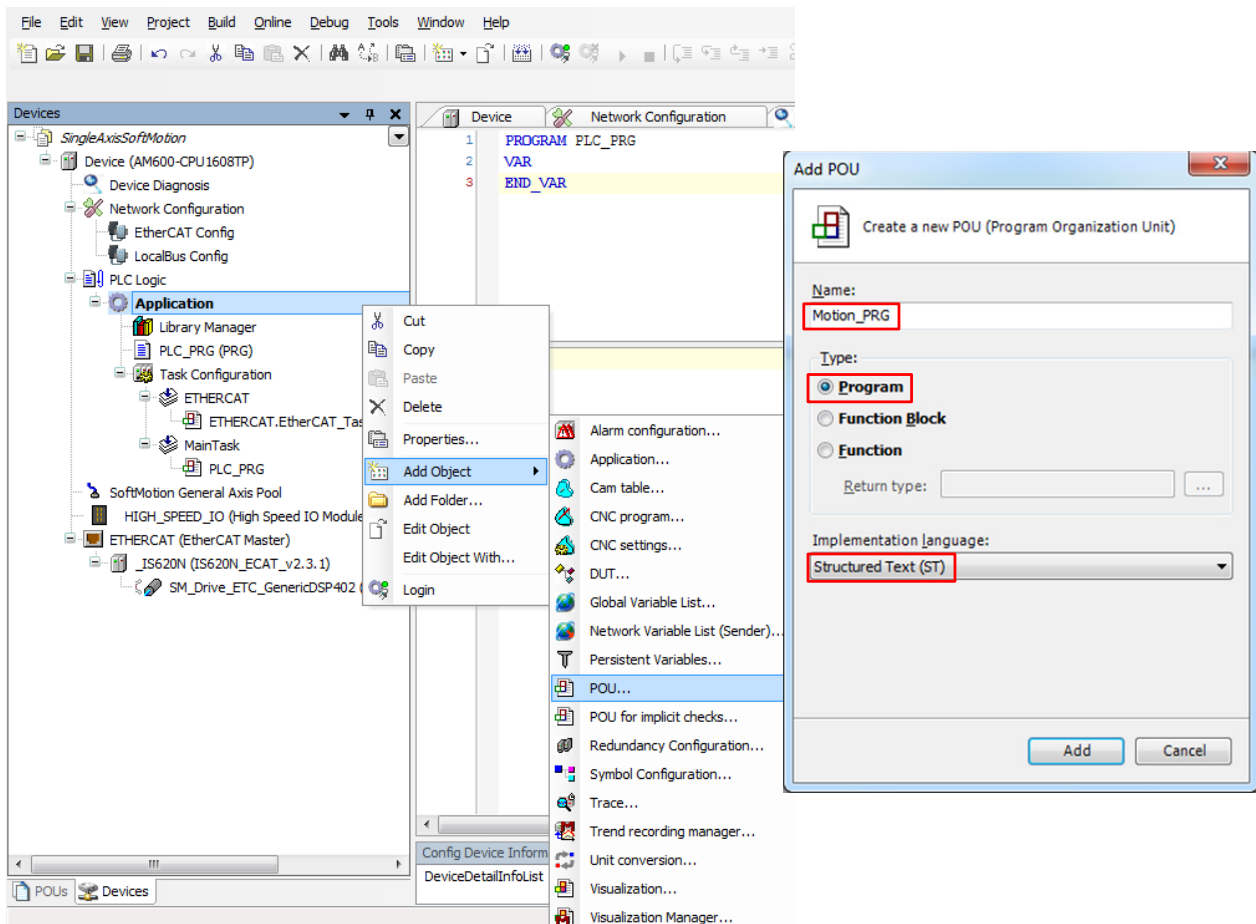 File Edit View Project Build Online Debug Tools Window Help
Devices
SingleAxisSoftMotion
Device (AM600-CPU1608TP)
Device Diagnosis
Network Configuration
EtherCAT Config
LocalBus Config
PLC Logic
Application
Library Manager
PLC_PRG (PRG)
Task Configuration
ETHERCAT
ETHERCAT.EtherCAT_Tas
MainTask
PLC_PRG
SoftMotion General Axis Pool
HIGH_SPEED_IO (High Speed IO Module
ETHERCAT (EtherCAT Master)
_IS620N (IS620N_ECAT_v2.3.1)
SM_Drive_ETC_GenericDSP402 (
POUs Devices
Device Network Configuration
1 PROGRAM PLC_PRG
2 VAR
3 END_VAR
Cut
Copy
Paste
Delete
Properties...
Add Object
Add Folder...
Edit Object
Edit Object With...
Login
Alarm configuration...
Application...
Cam table...
CNC program...
CNC settings...
DUT...
Global Variable List...
Network Variable List (Sender)...
Persistent Variables...
POU...
POU for implicit checks...
Redundancy Configuration...
Symbol Configuration...
Trace...
Trend recording manager...
Unit conversion...
Visualization...
Visualization Manager...
Config Device Inform
DeviceDetailInfoList
Add POU
Create a new POU (Program Organization Unit)
Name:
Motion_PRG
Type:
Program
Function Block
Function
Return type: ...
Implementation language:
Structured Text (ST)
Add Cancel